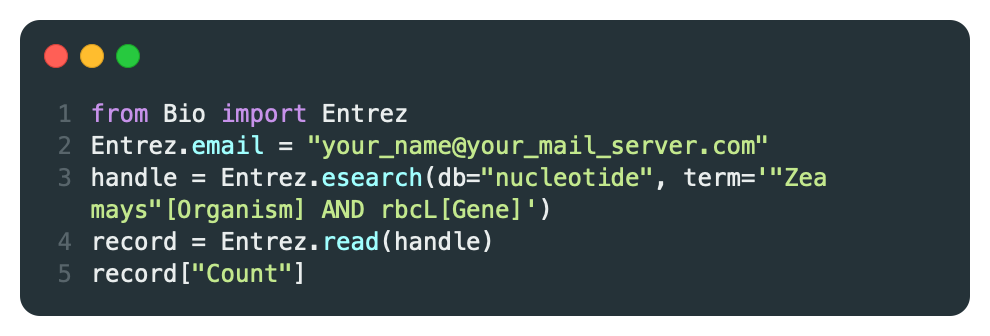 1 from Bio import Entrez
2 Entrez.email = "your_name@your_mail_server.com"
3 handle = Entrez.esearch(db="nucleotide", term='"Zea
mays"[Organism] AND rbcL[Gene]')
4 record = Entrez.read(handle)
5 record["Count"]